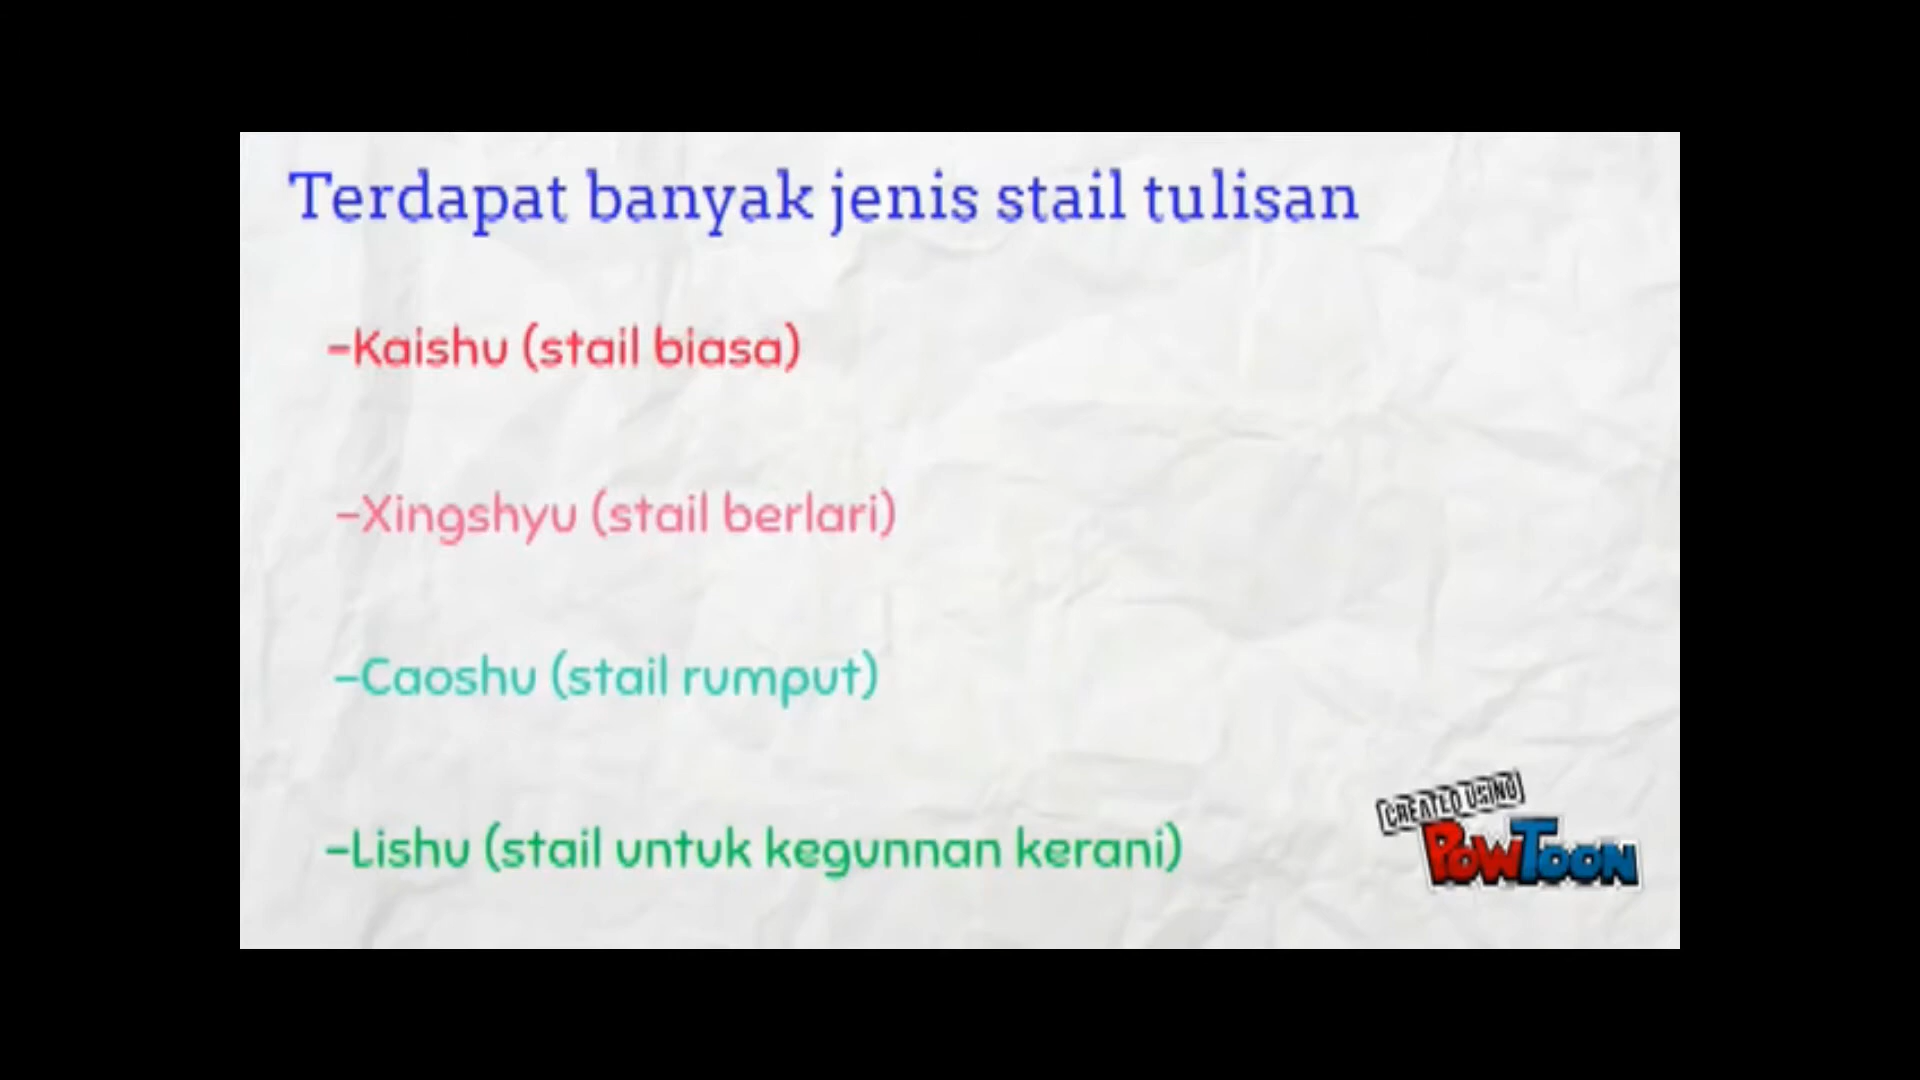 Terdapat banyak jenis stail tulisan
-Kaishu (stail biasa)
-Xingshyu (stail berlari)
-Caoshu (stail rumput)
-Lishu (stail untuk kegunnan kerani)
CREATED USING
POWTOON